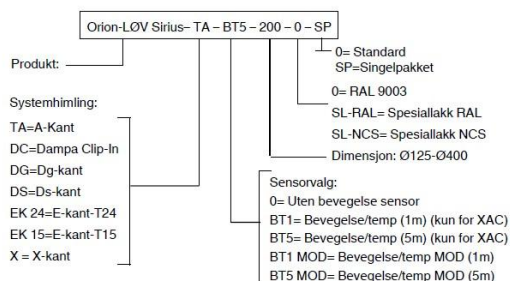 Orion-LØV Sirius– TA – BT5 – 200 – 0 – SP
Produkt:
0= Standard
SP=Singelpakket
0= RAL 9003
SL-RAL= Spesiallakk RAL
SL-NCS= Spesiallakk NCS
Dimensjon: Ø125-Ø400
Systemhimling:
TA=A-Kant
DC=Dampa Clip-In
DG=Dg-kant
DS=Ds-kant
EK 24=E-kant-T24
EK 15=E-kant-T15
X = X-kant
Sensorvalg:
0= Uten bevegelse sensor
BT1= Bevegelse/temp (1m) (kun for XAC)
BT5= Bevegelse/temp (5m) (kun for XAC)
BT1 MOD= Bevegelse/temp MOD (1m)
BT5 MOD= Bevegelse/temp MOD (5m)